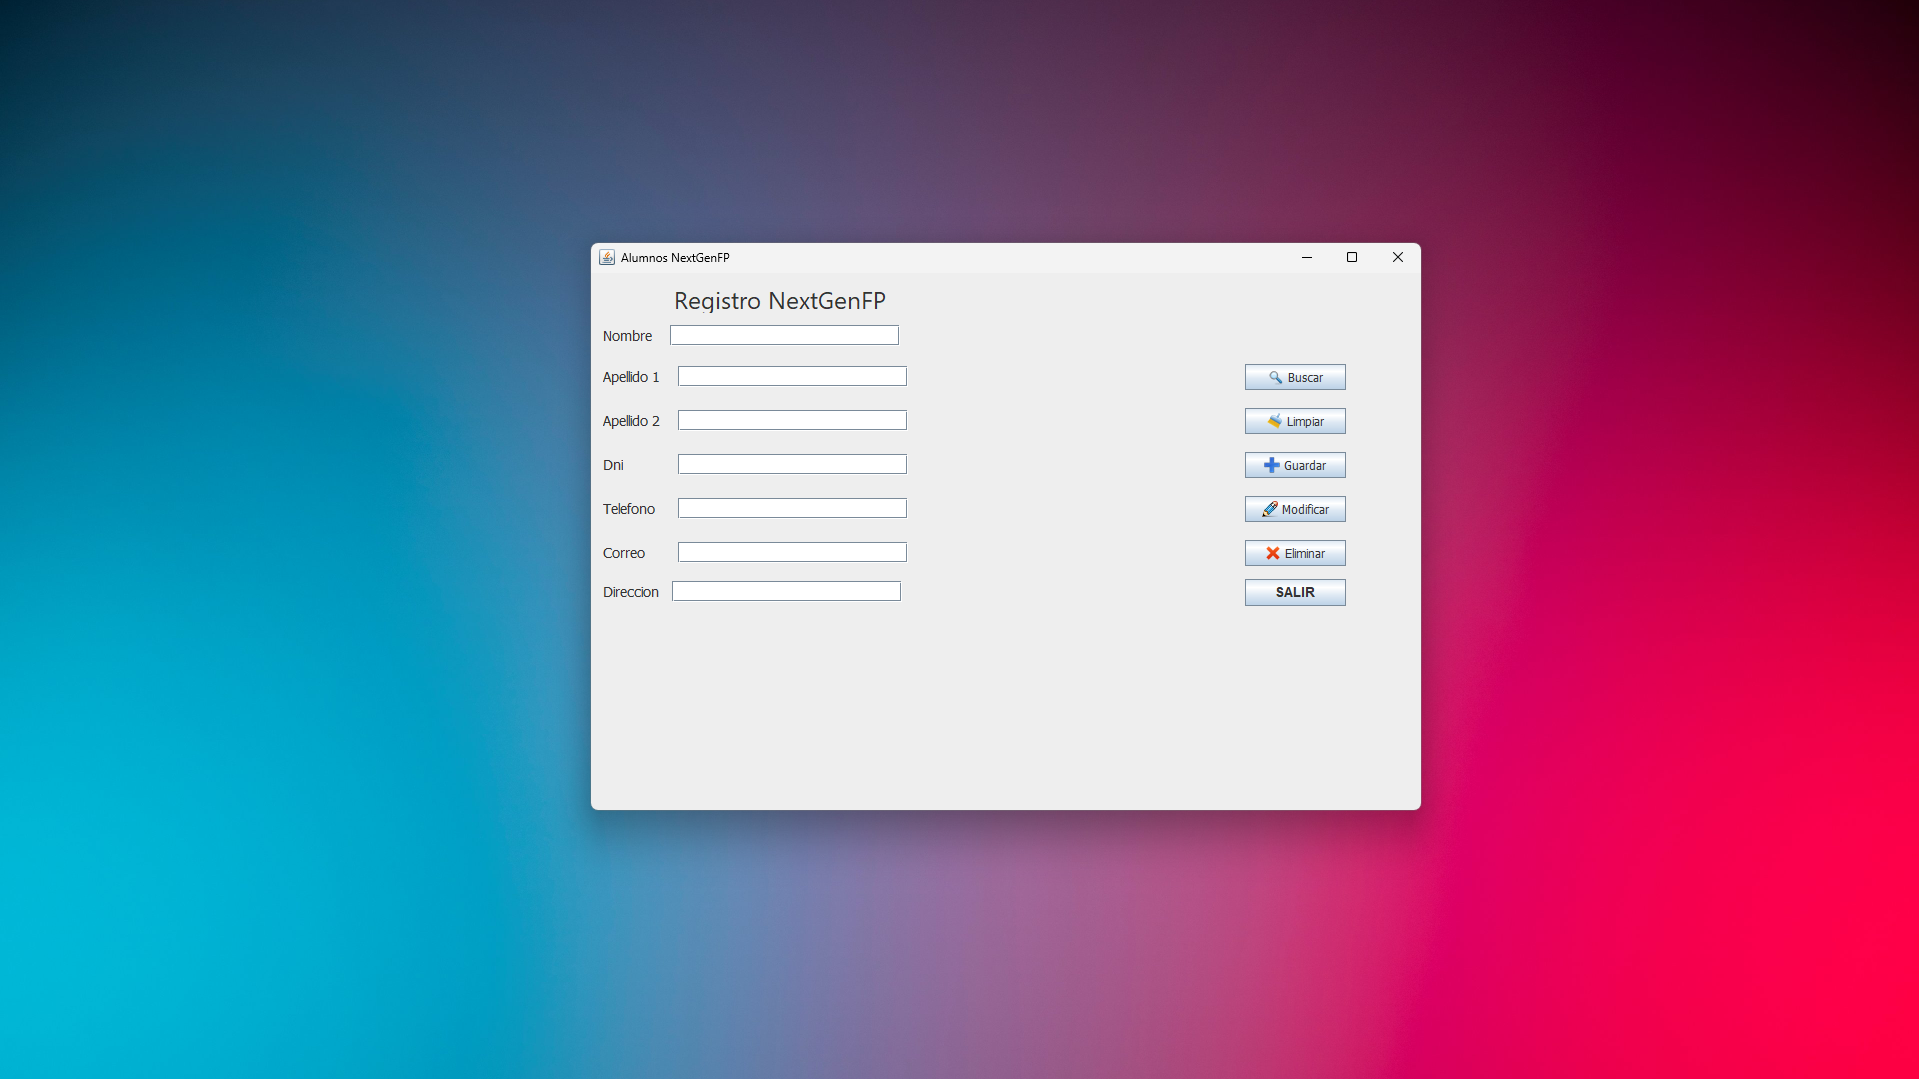 Alumnos NextGenFP
Registro NextGenFP
Nombre
Apellido 1
Buscar
Apellido 2
Limpiar
Dni
Guardar
Telefono
Modificar
Correo
Eliminar
Direccion
SALIR